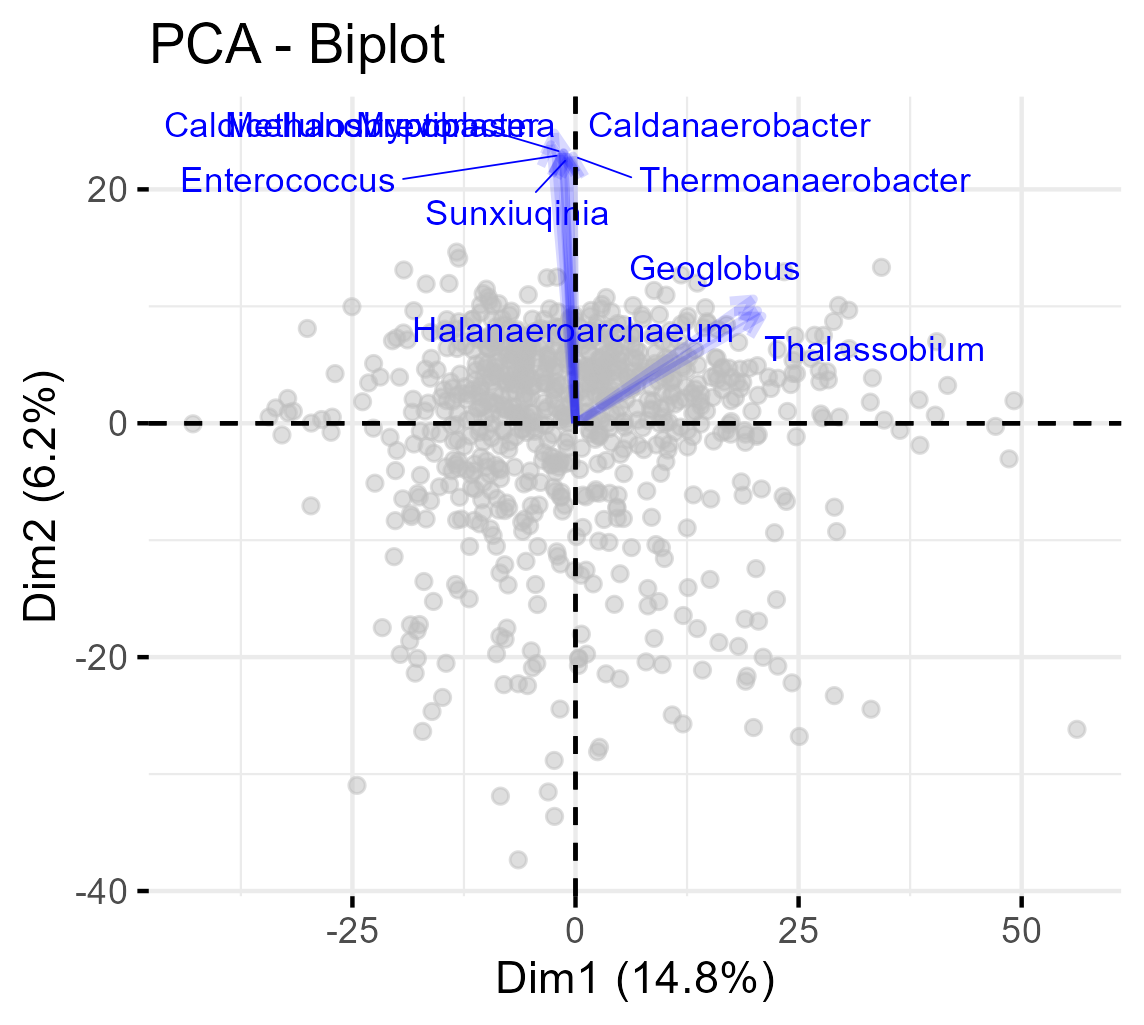 PCA - Biplot
Caldanaerobacter
Enterococcus
Thermoanaerobacter
Sunxiuqinia
Geoglobus
Halanaeroarchaeum
Thalassobium
20
0
-20
-40
-25
0
25
50
Dim1 (14.8%)
Dim2 (6.2%)